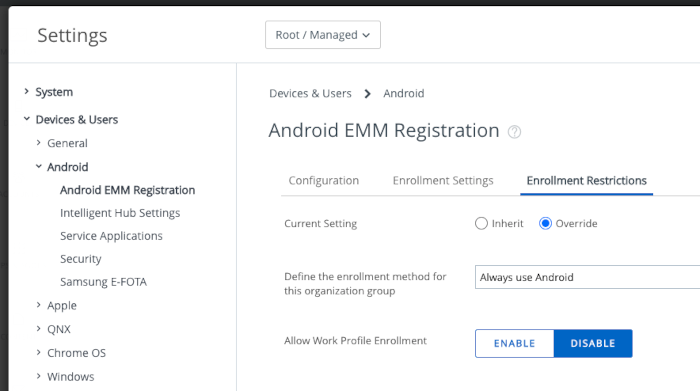 Settings
Root / Managed
System
Devices & Users
General
Android
Android EMM Registration
Intelligent Hub Settings
Service Applications
Security
Samsung E-FOTA
Apple
QNX
Chrome OS
Windows
Devices & Users > Android
Android EMM Registration ?
Configuration Enrollment Settings Enrollment Restrictions
Current Setting Inherit Override
Define the enrollment method for
this organization group
Always use Android
Allow Work Profile Enrollment ENABLE DISABLE